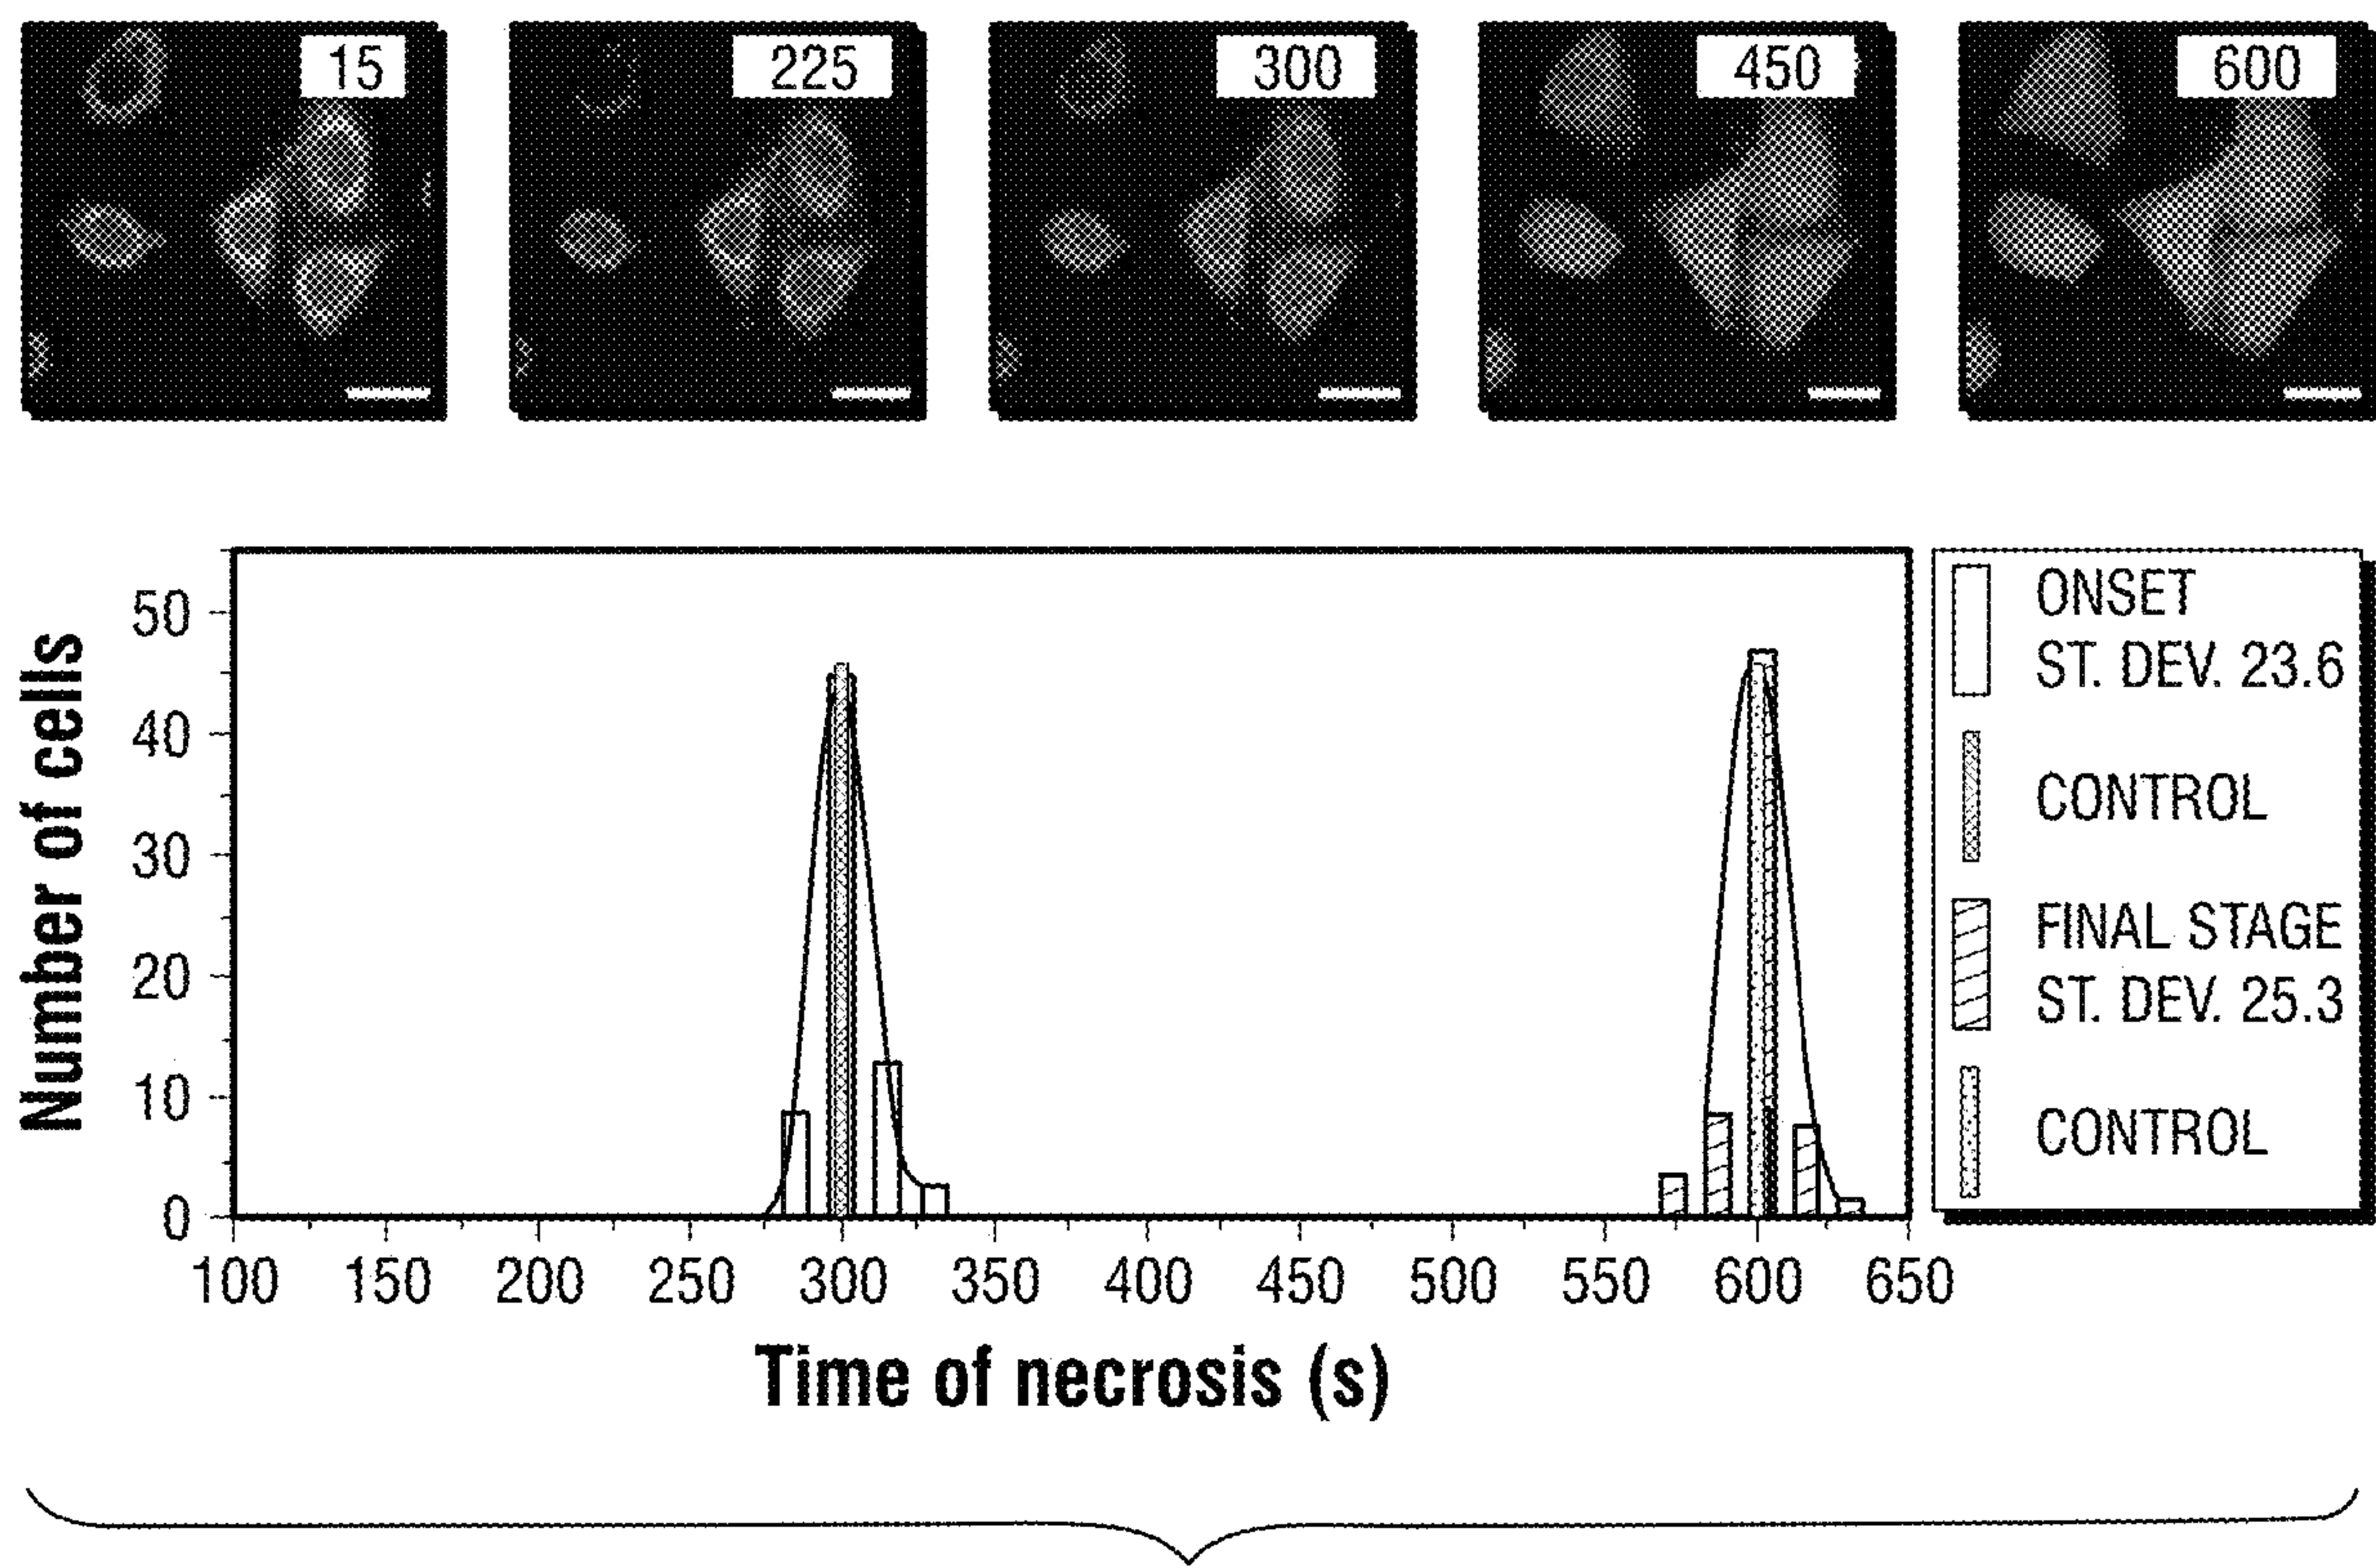 15
225
300
450
600
Number of cells
50
40
30
20
10
0
100 150 200 250 300 350 400 450 500 550 600 650
Time of necrosis (s)
ONSET
ST. DEV. 23.6
CONTROL
FINAL STAGE
ST. DEV. 25.3
CONTROL